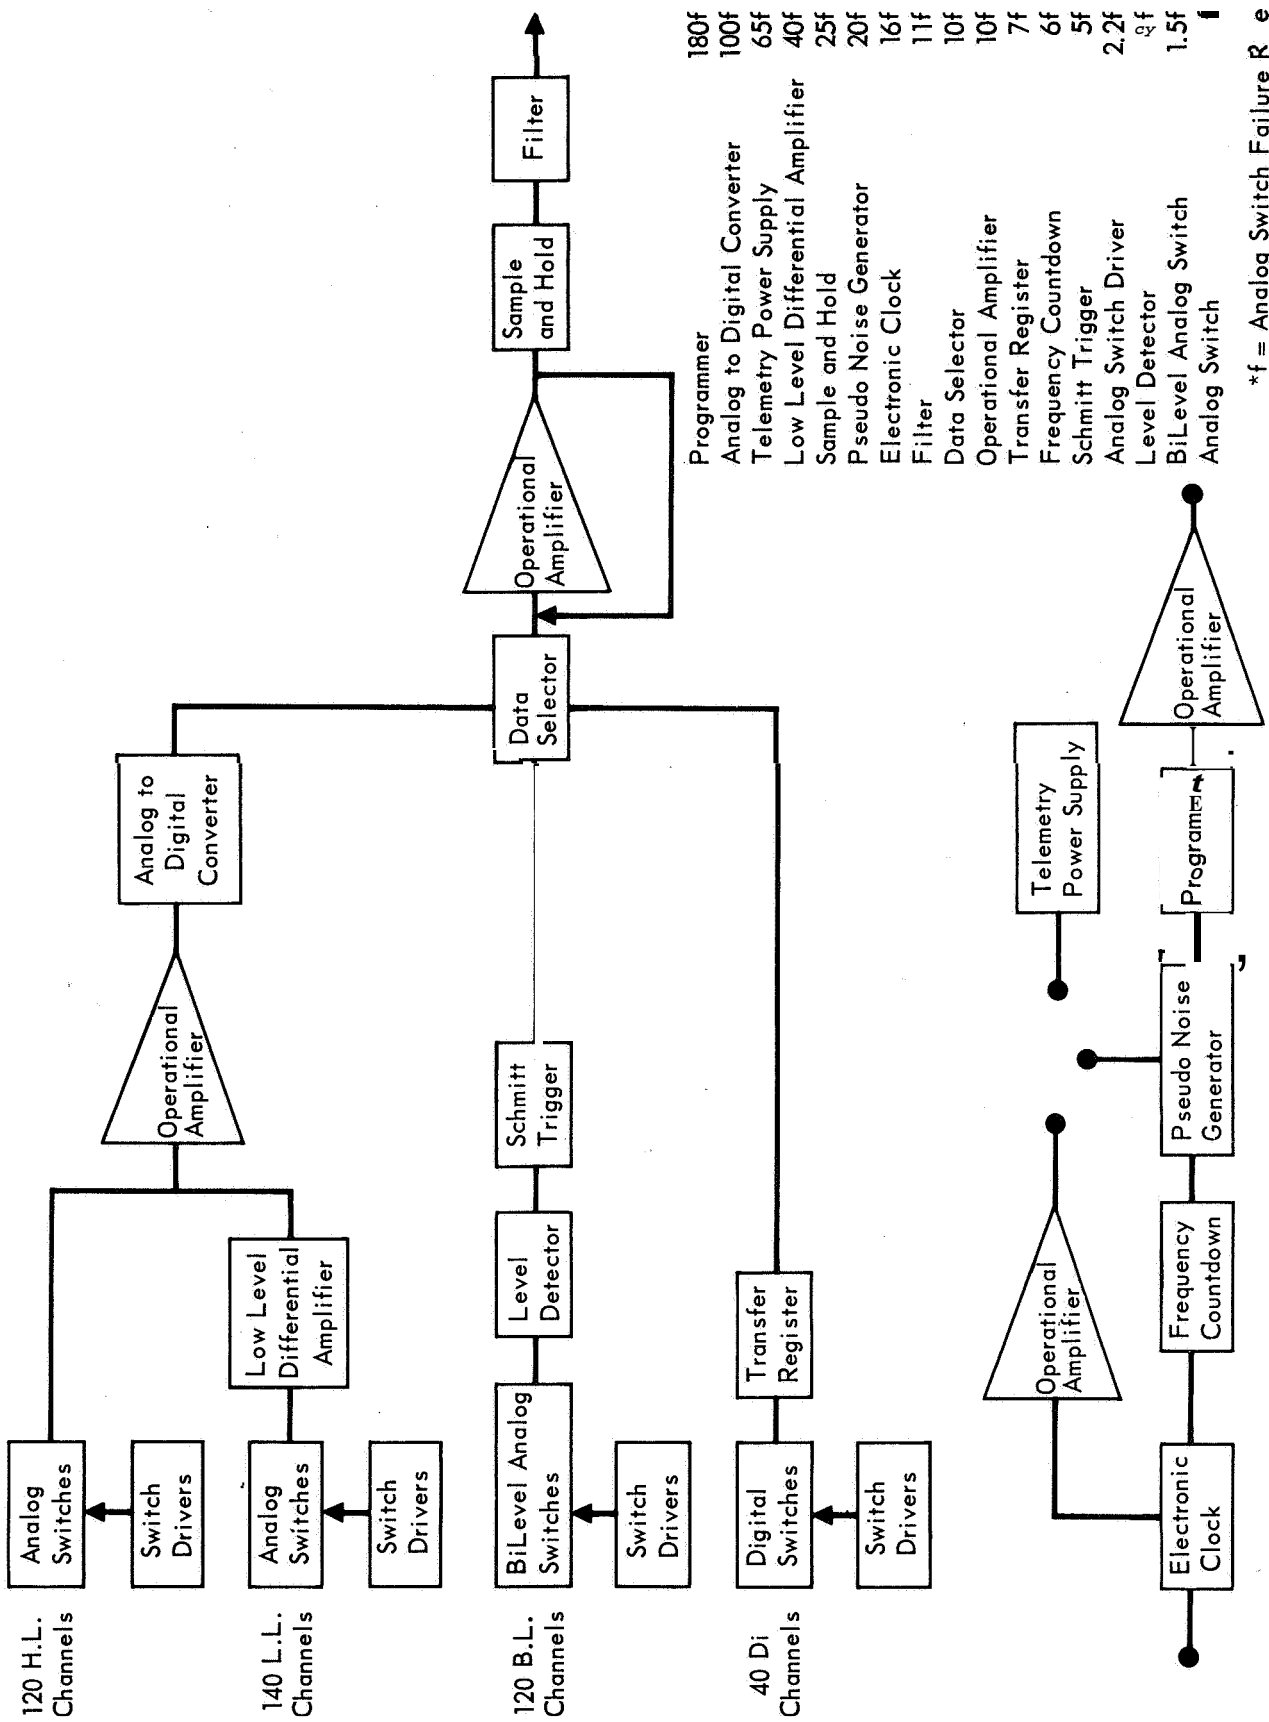 120 H.L.
Channels
Analog
Switches
Switch
Drivers
140 L.L.
Channels
Analog
Switches
Switch
Drivers
Low Level
Differential
Amplifier
Operational
Amplifier
Analog to
Digital
Converter
120 B.L.
Channels
BiLevel Analog
Switches
Switch
Drivers
Level
Detector
Schmitt
Trigger
Data
Selector
Operational
Amplifier
Sample
and Hold
Filter
40 Di
Channels
Digital
Switches
Switch
Drivers
Transfer
Register
Operational
Amplifier
Telemetry
Power Supply
Electronic
Clock
Frequency
Countdown
Pseudo Noise
Generator
Operational
Amplifier
Programmer 180f
Analog to Digital Converter 100f
Telemetry Power Supply 65f
Low Level Differential Amplifier 40f
Sample and Hold 25f
Pseudo Noise Generator 20f
Electronic Clock 16f
Filter 11f
Data Selector 10f
Operational Amplifier 10f
Transfer Register 7f
Frequency Countdown 6f
Schmitt Trigger 5f
Analog Switch Driver 2.2f
Level Detector
BiLevel Analog Switch 1.5f
Analog Switch
*f = Analog Switch Failure R e